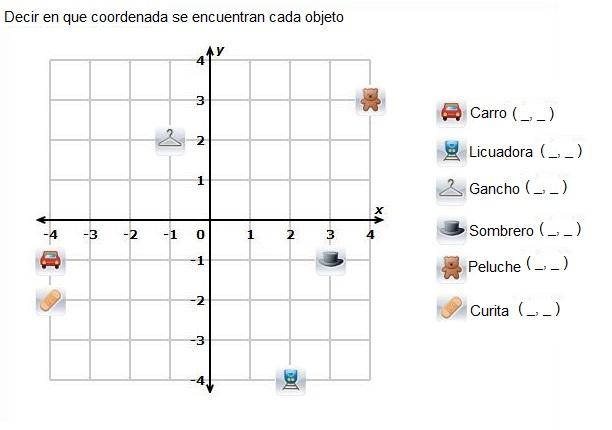 Decir en que coordenada se encuentran cada objeto
y
4
3
2
1
x
-4 -3 -2 -1 0 1 2 3 4
-1
-2
-3
-4
Carro ( _, _ )
Licuadora ( _, _ )
Gancho ( _, _ )
Sombrero ( _, _ )
Peluche ( _, _ )
Curita ( _, _ )